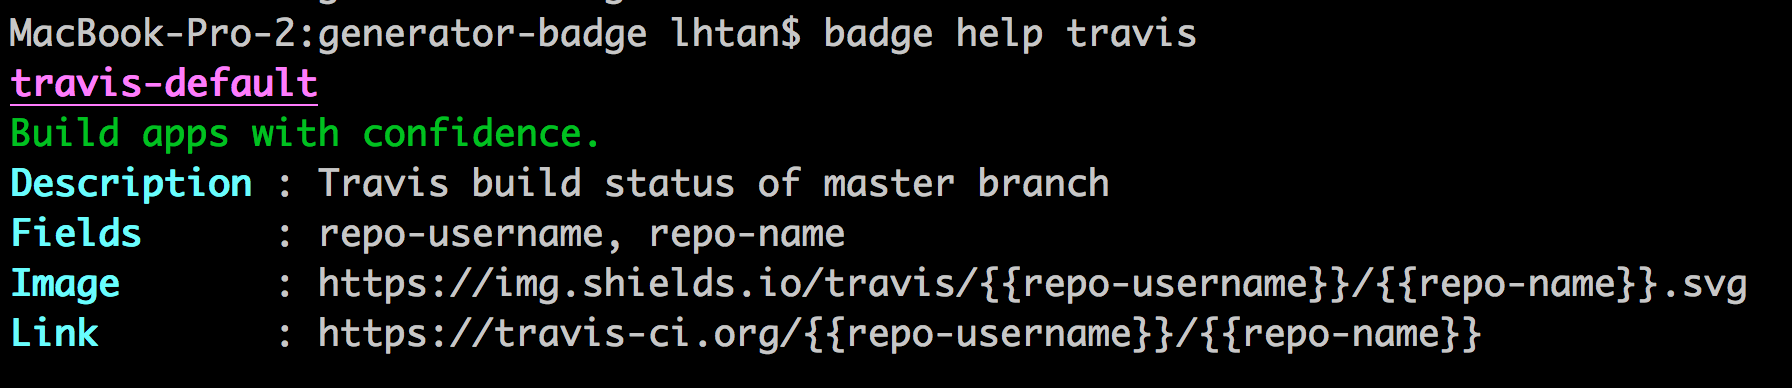 MacBook-Pro-2:generator-badge lhtan$ badge help travis
travis-default
Build apps with confidence.
Description : Travis build status of master branch
Fields      : repo-username, repo-name
Image       : https://img.shields.io/travis/{{repo-username}}/{{repo-name}}.svg
Link        : https://travis-ci.org/{{repo-username}}/{{repo-name}}